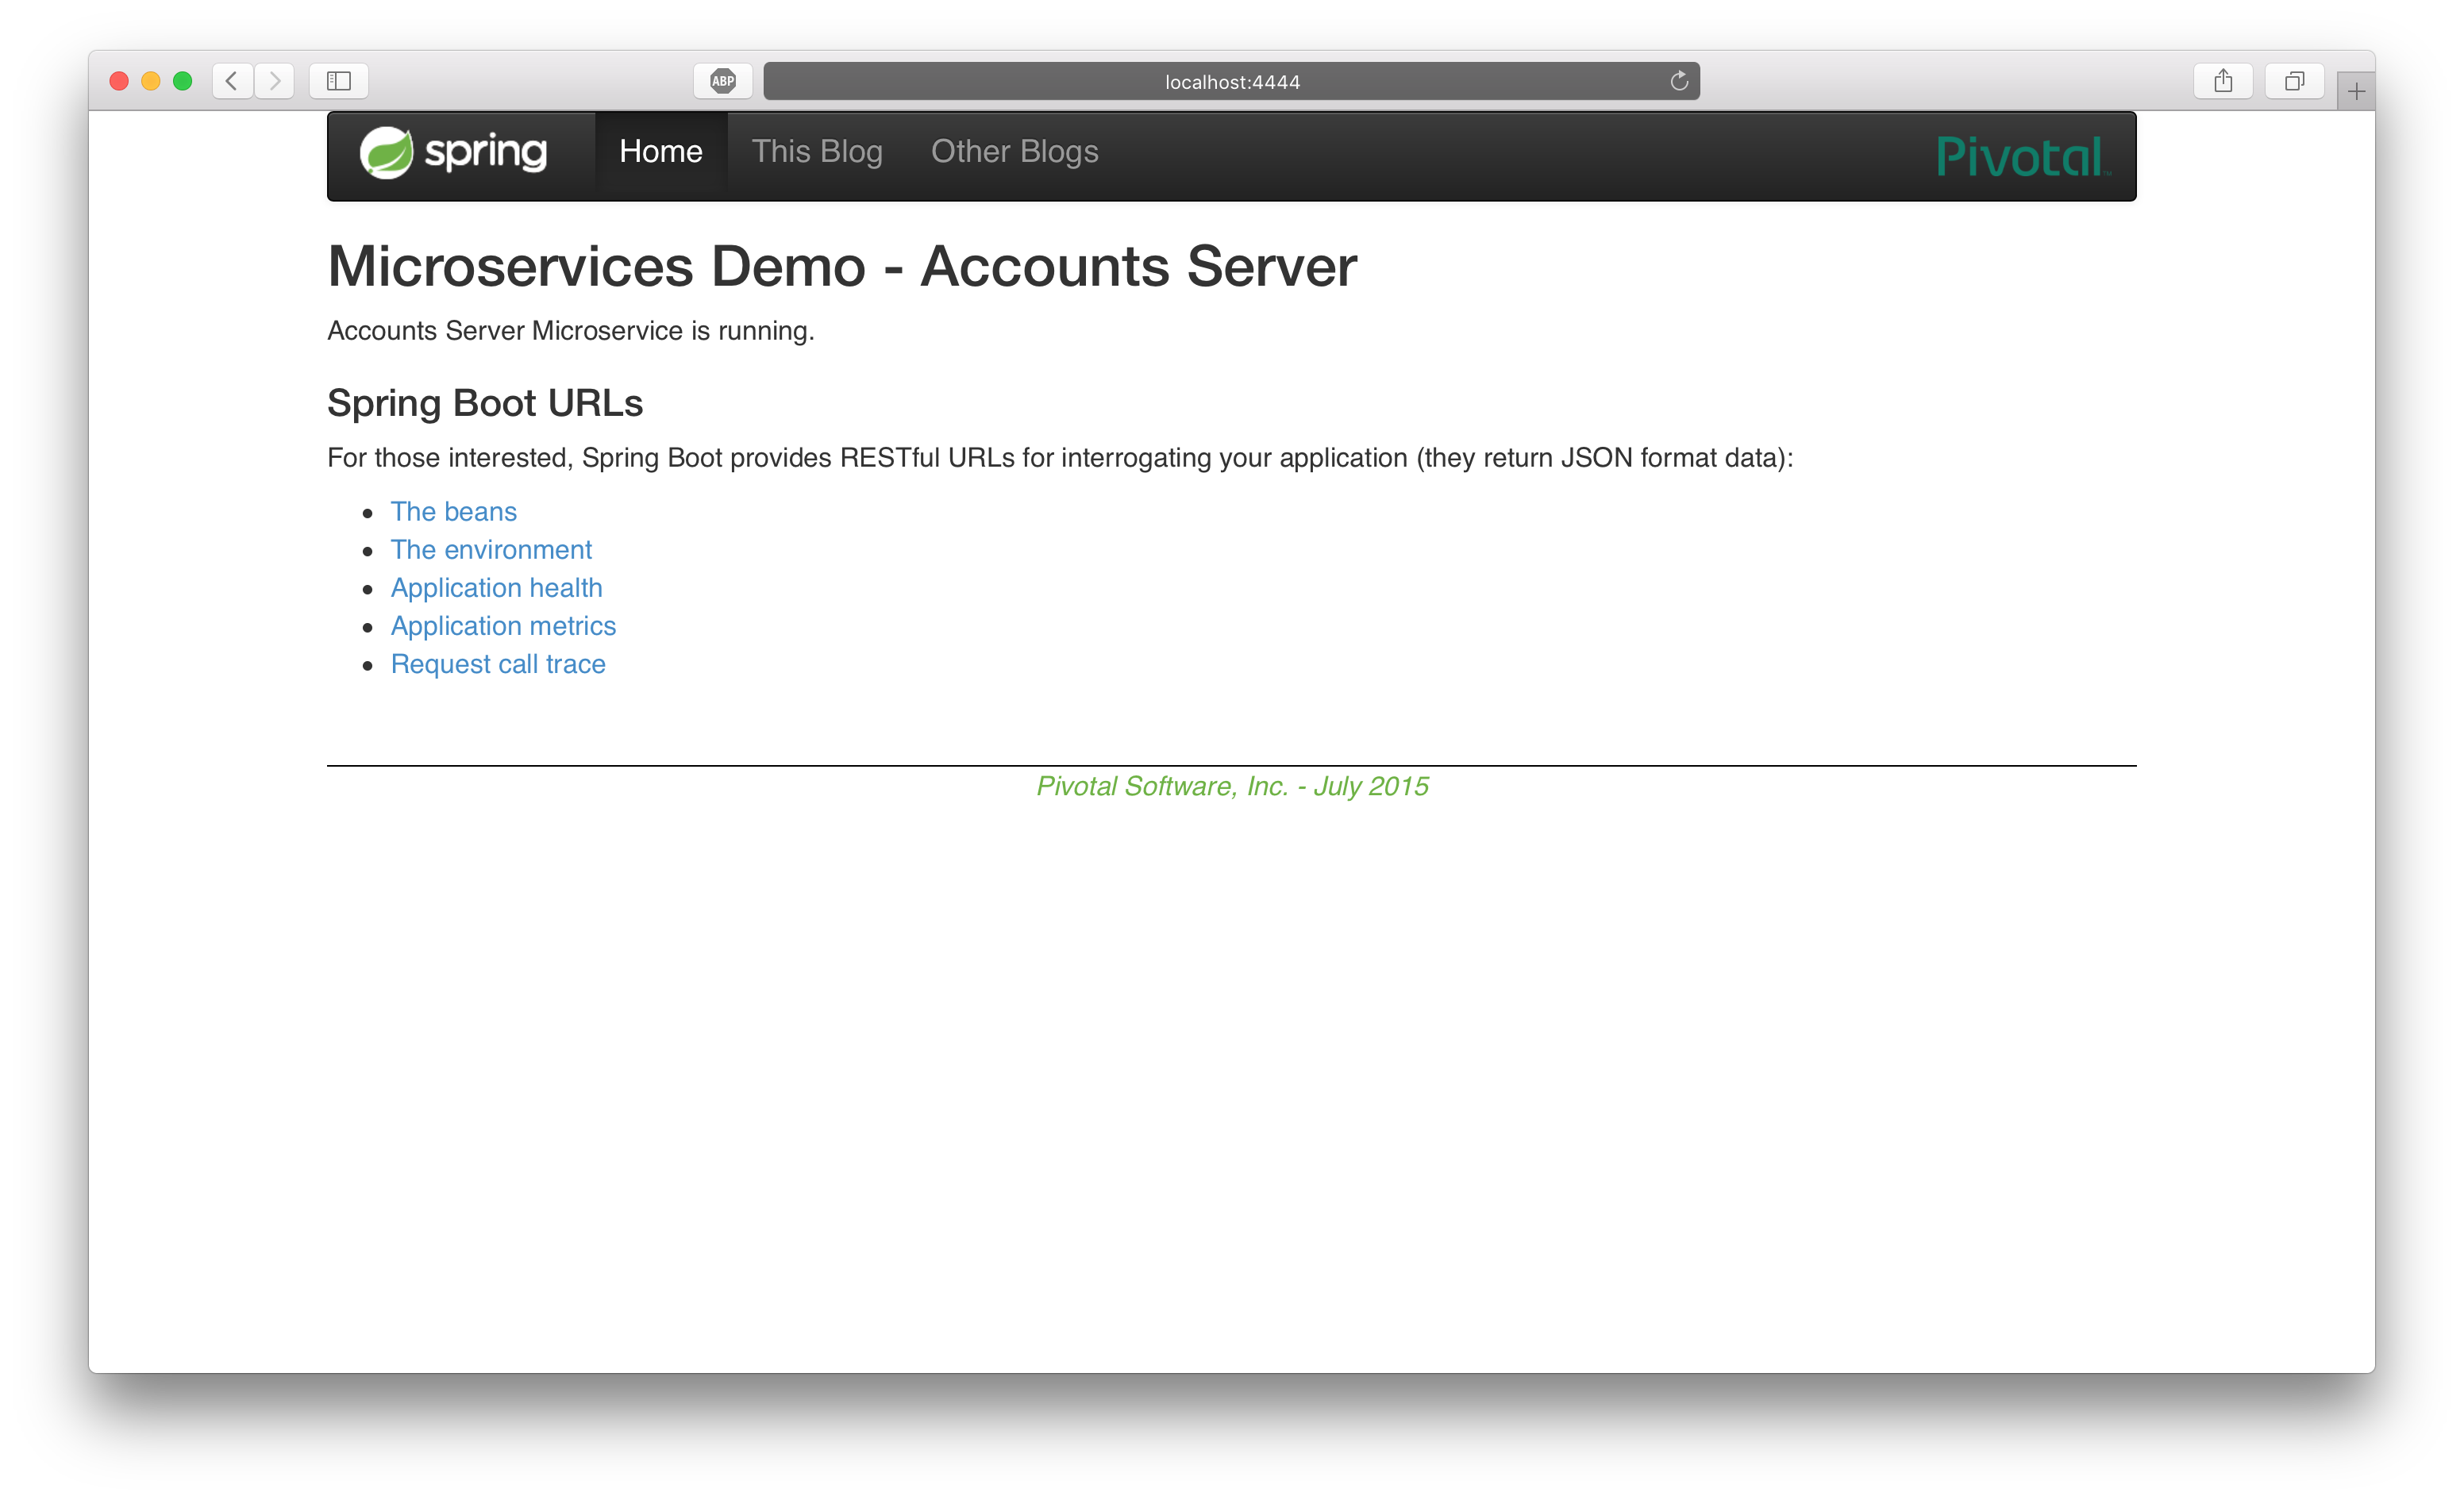 ABP
localhost:4444
spring
Home
This Blog
Other Blogs
Pivotal™
Microservices Demo - Accounts Server
Accounts Server Microservice is running.
Spring Boot URLs
For those interested, Spring Boot provides RESTful URLs for interrogating your application (they return JSON format data):
The beans
The environment
Application health
Application metrics
Request call trace
Pivotal Software, Inc. - July 2015